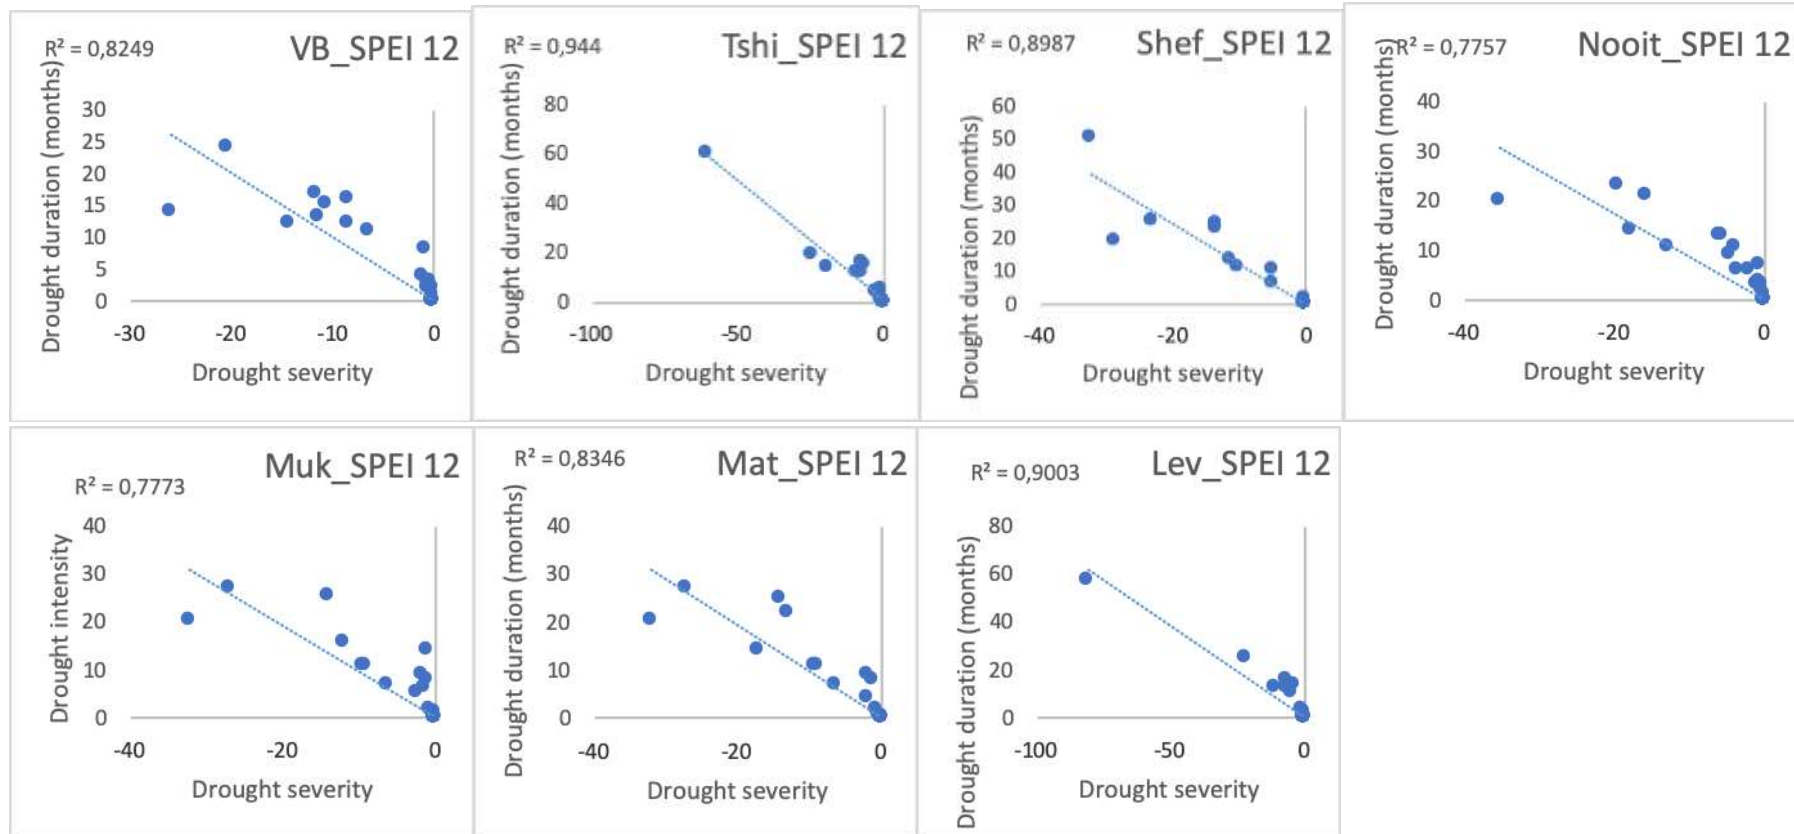 R² = 0,8249
VB_SPEI 12
Drought duration (months)
30
25
20
15
10
5
0
-30
-20
-10
0
Drought severity
R² = 0,944
Tshi_SPEI 12
Drought duration (months)
80
60
40
20
0
-100
-50
0
Drought severity
R² = 0,8987
Shef_SPEI 12
Drought duration (months)
60
50
40
30
20
10
0
-40
-20
0
Drought severity
R² = 0,7757
Nooit_SPEI 12
Drought duration (months)
40
30
20
10
0
-40
-20
0
Drought severity
R² = 0,7773
Muk_SPEI 12
Drought intensity
40
30
20
10
0
-40
-20
0
Drought severity
R² = 0,8346
Mat_SPEI 12
Drought duration (months)
40
30
20
10
0
-40
-20
0
Drought severity
R² = 0,9003
Lev_SPEI 12
Drought duration (months)
80
60
40
20
0
-100
-50
0
Drought severity